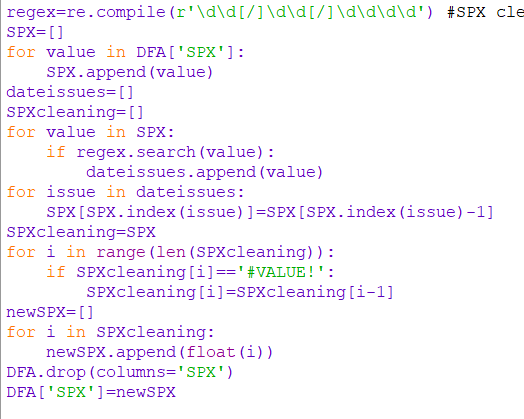 regex=re.compile(r'\d\d[/]\d\d[/]\d\d\d\d') #SPX cle
SPX=[]
for value in DFA['SPX']:
    SPX.append(value)
dateissues=[]
SPXcleaning=[]
for value in SPX:
    if regex.search(value):
        dateissues.append(value)
for issue in dateissues:
    SPX[SPX.index(issue)]=SPX[SPX.index(issue)-1]
SPXcleaning=SPX
for i in range(len(SPXcleaning)):
    if SPXcleaning[i]=='#VALUE!':
        SPXcleaning[i]=SPXcleaning[i-1]
newSPX=[]
for i in SPXcleaning:
    newSPX.append(float(i))
DFA.drop(columns='SPX')
DFA['SPX']=newSPX